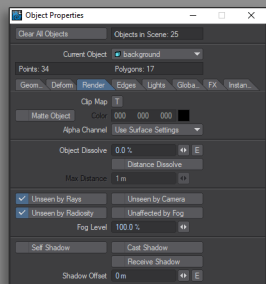 Object Properties
Clear All Objects Objects in Scene: 25
Current Object background
Points: 34 Polygons: 17
Geom... Deform Render Edges Lights Globa.. FX Instan...
Clip Map T
Matte Object Color 000 000 000
Alpha Channel Use Surface Settings
Object Dissolve 0.0 % E
Distance Dissolve
Max Distance 1 m
Unseen by Rays Unseen by Camera
Unseen by Radiosity Unaffected by Fog
Fog Level 100.0 %
Self Shadow Cast Shadow
Receive Shadow
Shadow Offset 0 m E